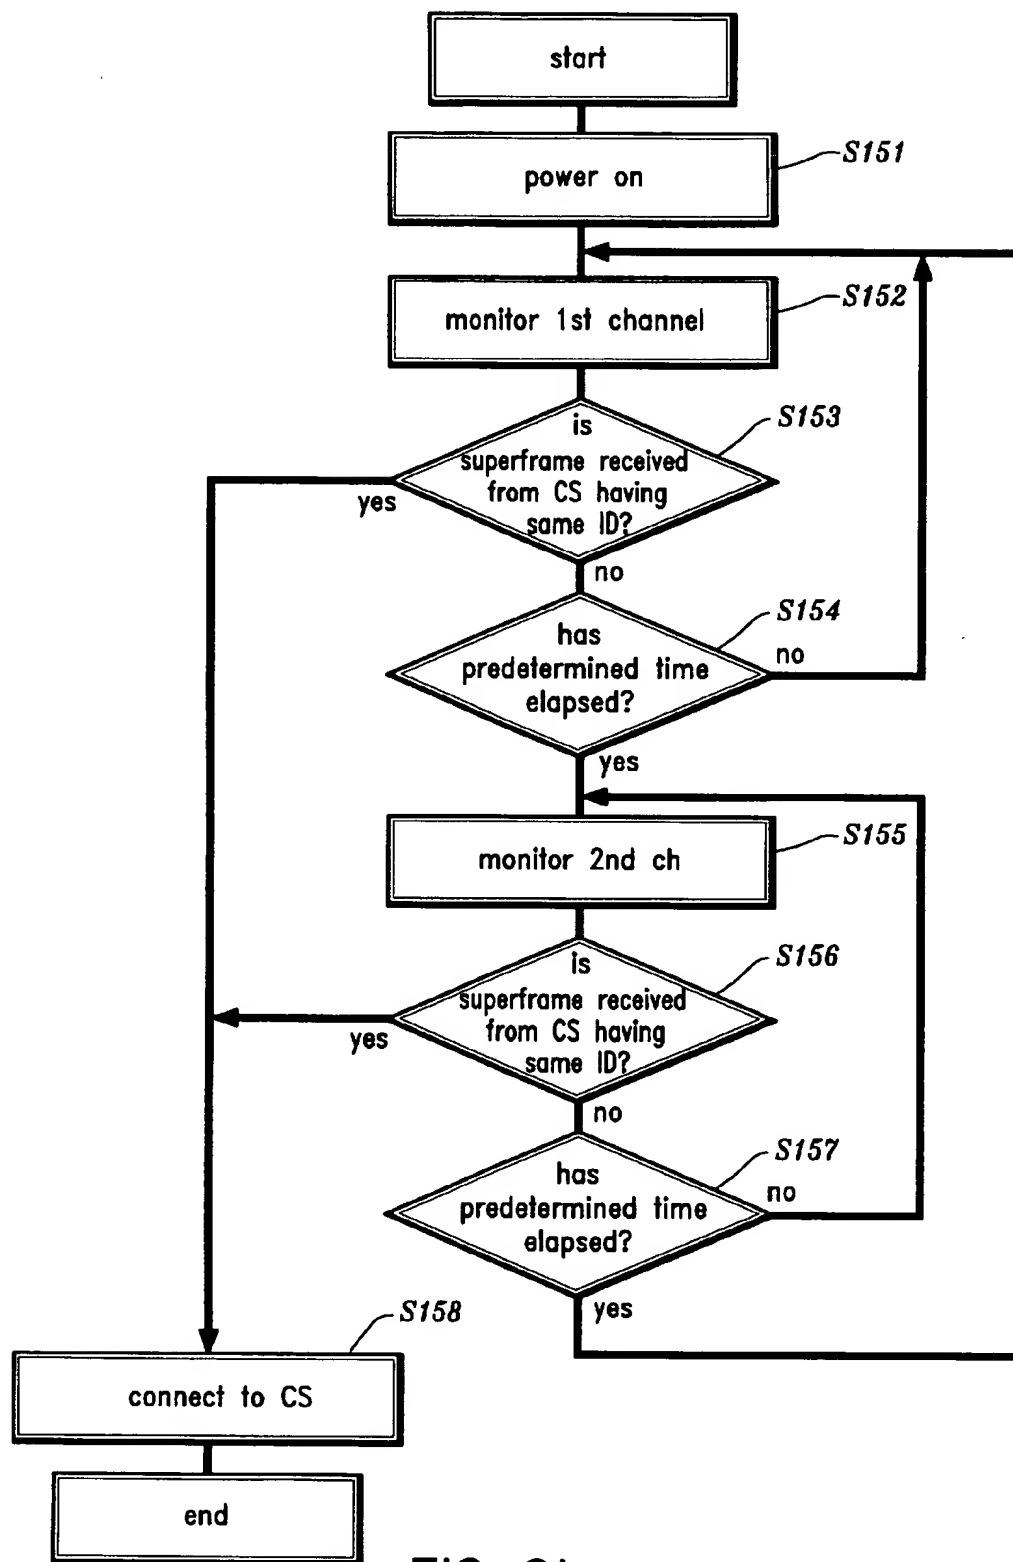 start
power on
S151
monitor 1st channel
S152
is
superframe received
from CS having
same ID?
S153
yes
no
has
predetermined time
elapsed?
S154
no
yes
monitor 2nd ch
S155
is
superframe received
from CS having
same ID?
S156
yes
no
has
predetermined time
elapsed?
S157
no
yes
S158
connect to CS
end